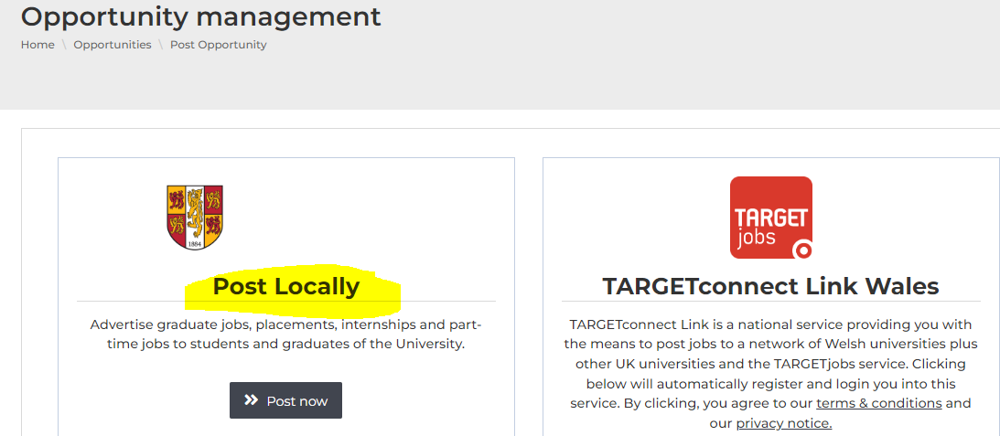 Opportunity management
Home \ Opportunities \ Post Opportunity
1884
Post Locally
Advertise graduate jobs, placements, internships and part-
time jobs to students and graduates of the University.
Post now
TARGET
jobs
TARGETconnect Link Wales
TARGETconnect Link is a national service providing you with
the means to post jobs to a network of Welsh universities plus
other UK universities and the TARGETjobs service. Clicking
below will automatically register and login you into this
service. By clicking, you agree to our terms & conditions and
our privacy notice.